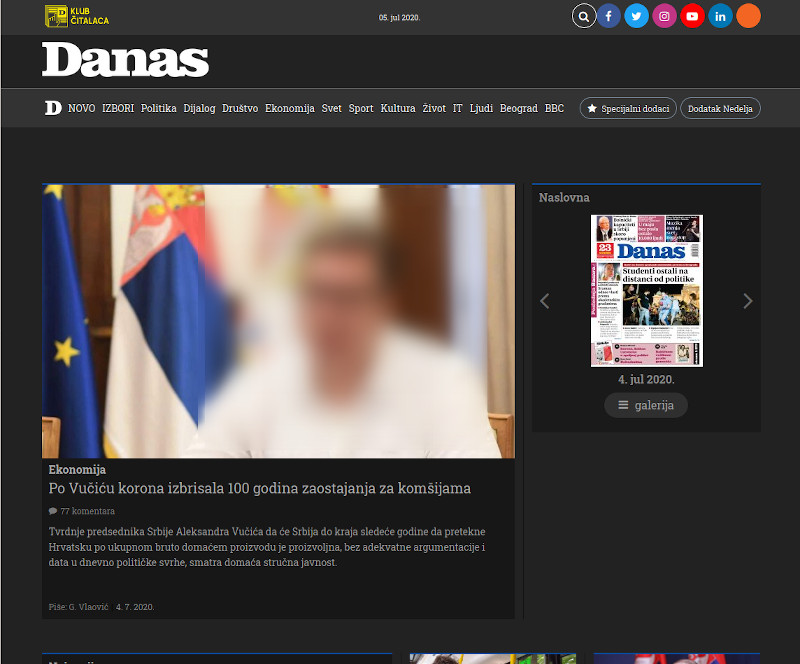 KLUB
ČITALACA
05. jul 2020.
Danas
D NOVO IZBORI Politika Dijalog Društvo Ekonomija Svet Sport Kultura Život IT Ljudi Beograd BBC
Specijalni dodaci
Dodatak Nedelja
Naslovna
23
Danas
Studenti ostali na
distanci od politike
4. jul 2020.
galerija
Ekonomija
Po Vučiću korona izbrisala 100 godina zaostajanja za komšijama
77 komentara
Tvrdnje predsednika Srbije Aleksandra Vučića da će Srbija do kraja sledeće godine da pretekne
Hrvatsku po ukupnom bruto domaćem proizvodu je proizvoljna, bez adekvatne argumentacije i
data u dnevno političke svrhe, smatra domaća stručna javnost.
Piše: G. Vlaović 4. 7. 2020.